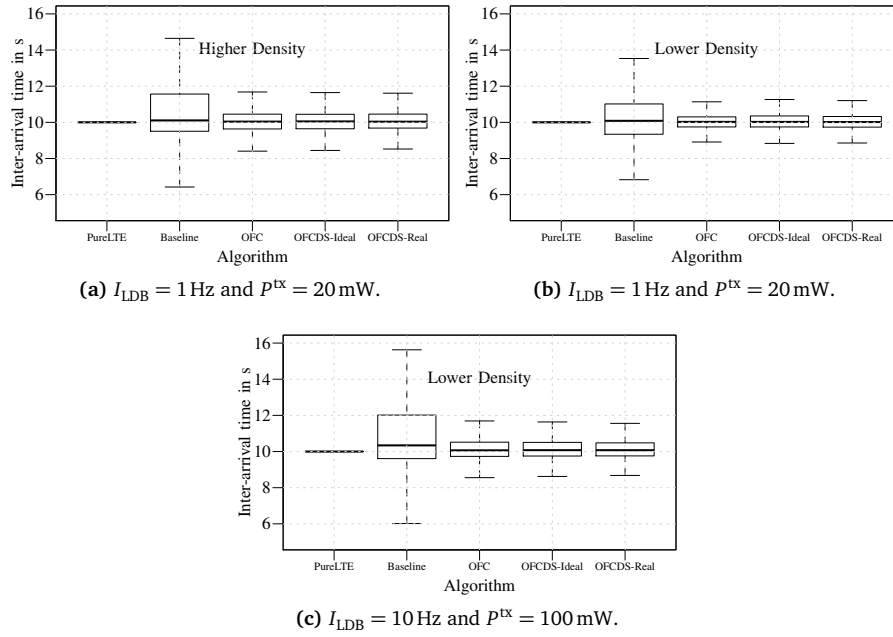 Higher Density
Inter-arrival time in s
16
14
12
10
8
6
PureLTE Baseline OFC OFCDS-Ideal OFCDS-Real
Algorithm
(a) I_LDB = 1 Hz and P^tx = 20 mW.
Lower Density
Inter-arrival time in s
16
14
12
10
8
6
PureLTE Baseline OFC OFCDS-Ideal OFCDS-Real
Algorithm
(b) I_LDB = 1 Hz and P^tx = 20 mW.
Lower Density
Inter-arrival time in s
16
14
12
10
8
6
PureLTE Baseline OFC OFCDS-Ideal OFCDS-Real
Algorithm
(c) I_LDB = 10 Hz and P^tx = 100 mW.